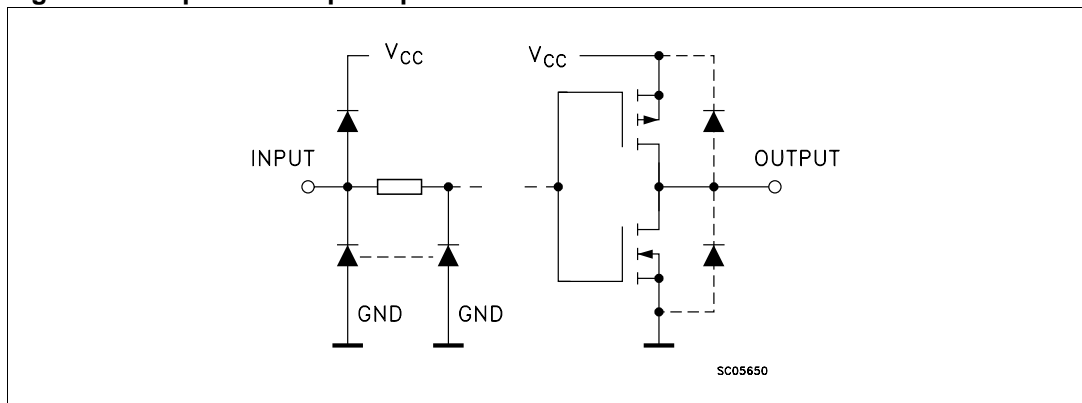 VCC
VCC
INPUT
OUTPUT
GND
GND
SC05650